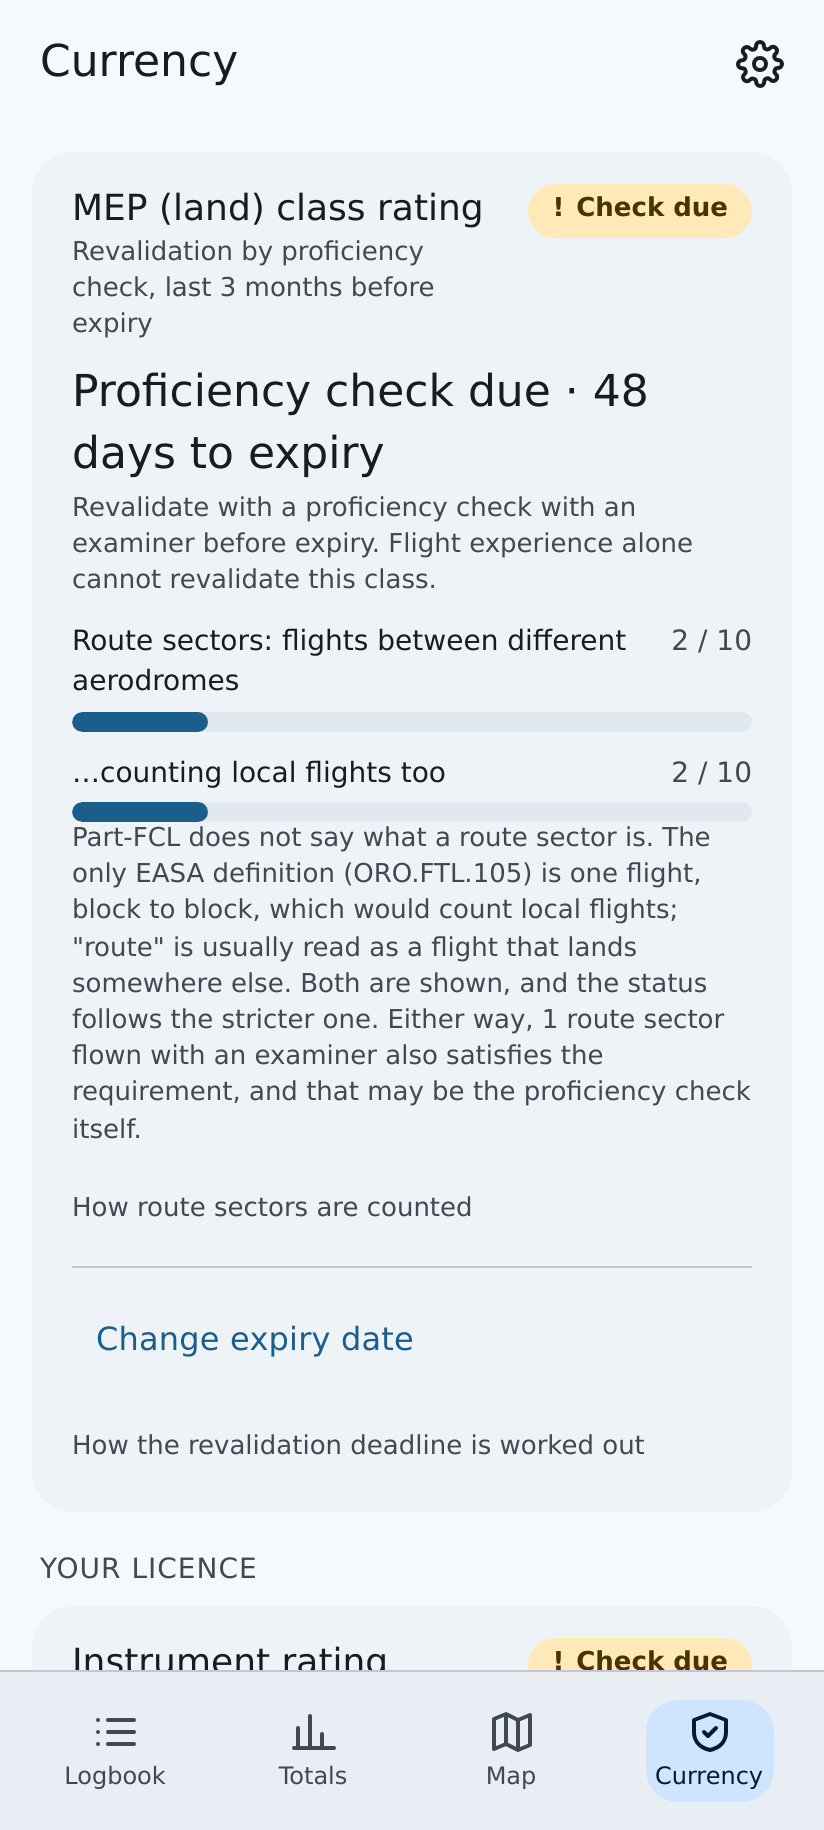 Currency
MEP (land) class rating
! Check due
Revalidation by proficiency
check, last 3 months before
expiry
Proficiency check due · 48
days to expiry
Revalidate with a proficiency check with an
examiner before expiry. Flight experience alone
cannot revalidate this class.
Route sectors: flights between different
aerodromes
2 / 10
…counting local flights too
2 / 10
Part-FCL does not say what a route sector is. The
only EASA definition (ORO.FTL.105) is one flight,
block to block, which would count local flights;
"route" is usually read as a flight that lands
somewhere else. Both are shown, and the status
follows the stricter one. Either way, 1 route sector
flown with an examiner also satisfies the
requirement, and that may be the proficiency check
itself.
How route sectors are counted
Change expiry date
How the revalidation deadline is worked out
YOUR LICENCE
Instrument rating
! Check due
Logbook
Totals
Map
Currency